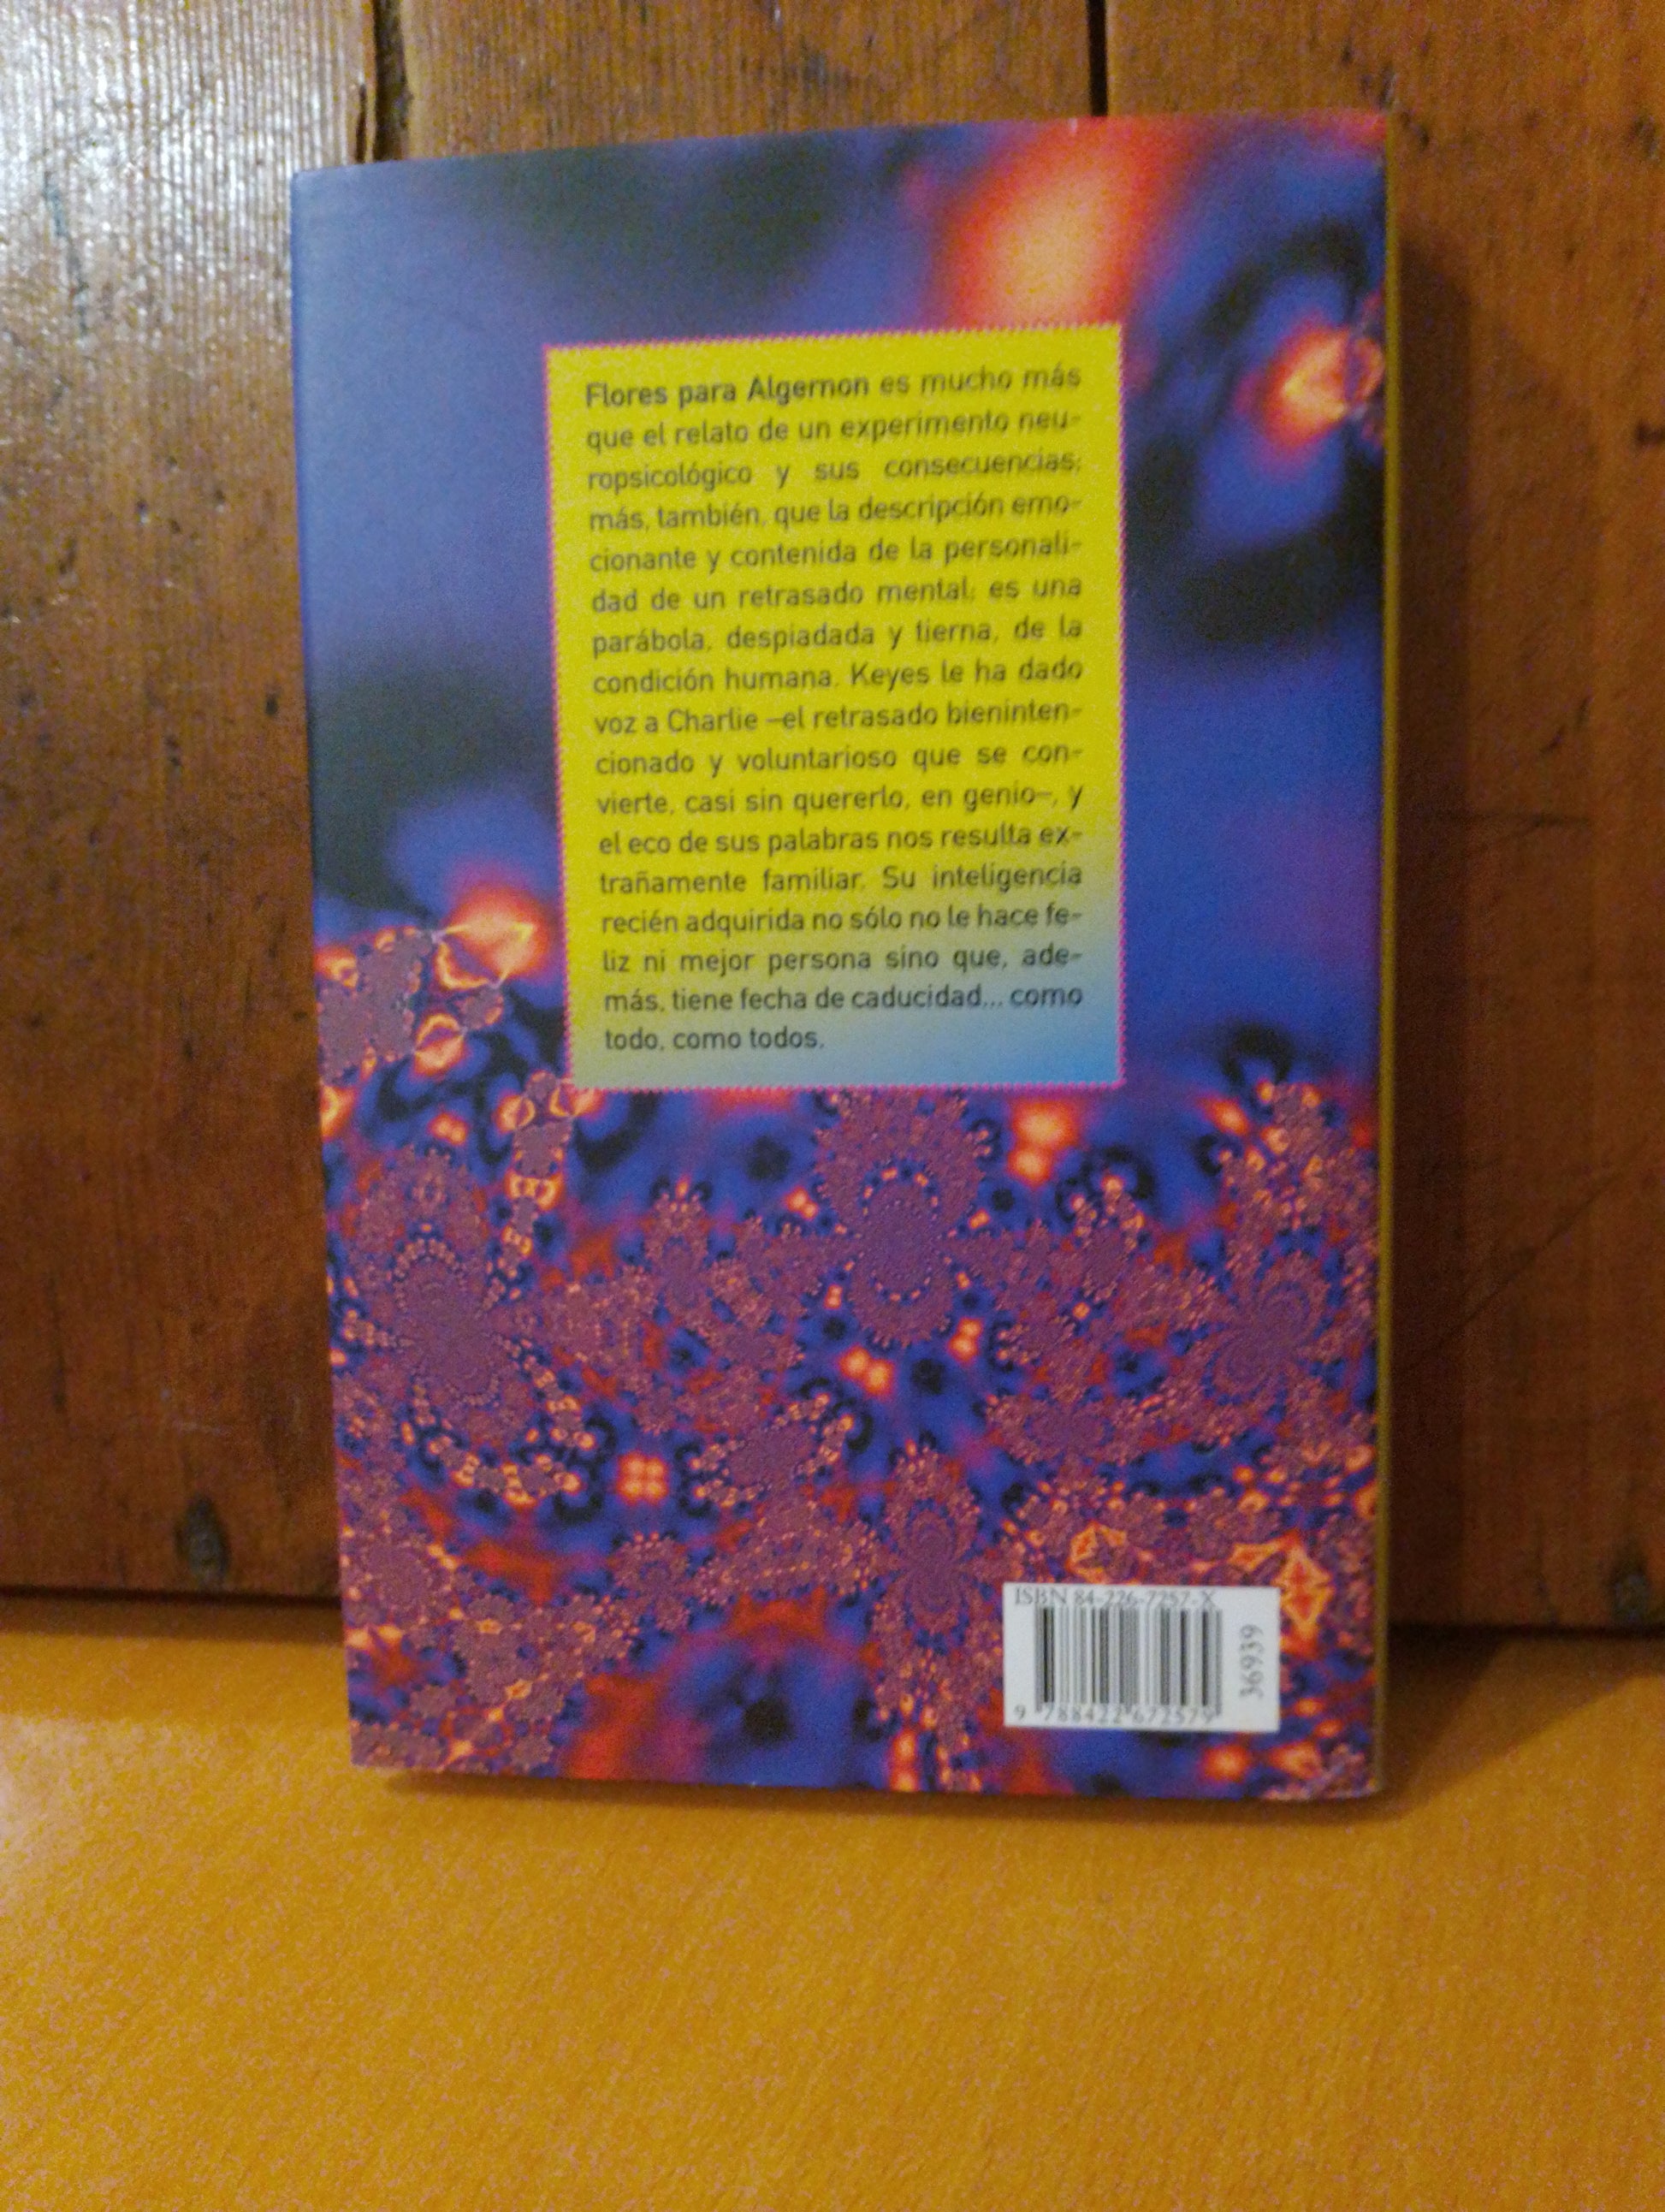 Flores para Algernon es mucho más
que el relato de un experimento neu-
ropsicológico y sus consecuencias;
más, también, que la descripción emo-
cionante y contenida de la personali-
dad de un retrasado mental; es una
parábola, despiadada y tierna, de la
condición humana. Keyes le ha dado
voz a Charlie –el retrasado bieninten-
cionado y voluntarioso que se con-
vierte, casi sin quererlo, en genio–, y
el eco de sus palabras nos resulta ex-
trañamente familiar. Su inteligencia
recién adquirida no sólo no le hace fe-
liz ni mejor persona sino que, ade-
más, tiene fecha de caducidad... como
todo, como todos.
ISBN 84-226-7257-X
36939
9 788422 672579